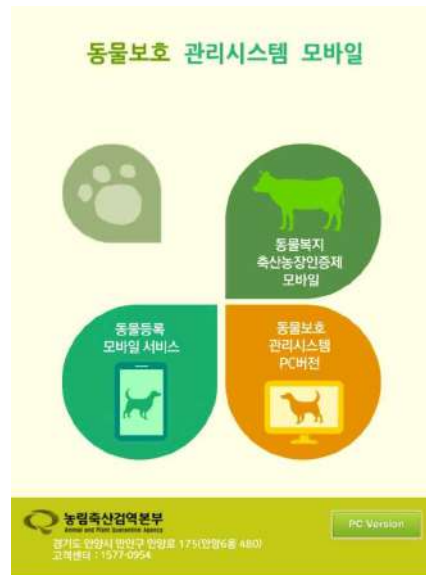 동물보호 관리시스템 모바일
동물복지
축산농장인증제
모바일
동물등록
모바일 서비스
동물보호
관리시스템
PC버전
농림축산검역본부
Animal and Plant Quarantine Agency
경기도 안양시 만안구 안양로 175(안양6동 480)
고객센터 : 1577-0954
PC Version